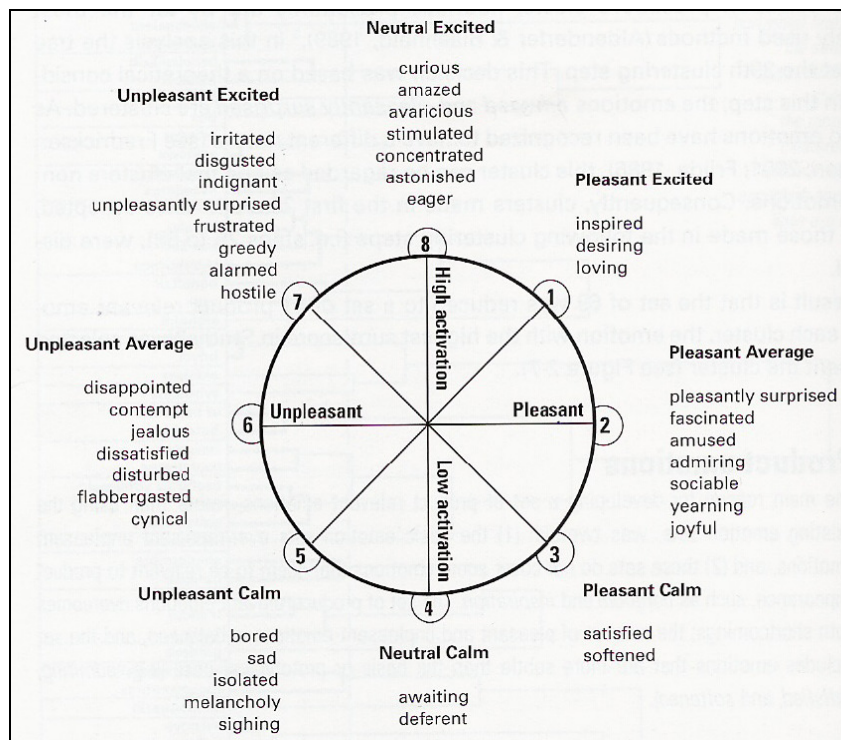 Neutral Excited
curious
amazed
avaricious
stimulated
concentrated
astonished
eager
Unpleasant Excited
irritated
disgusted
indignant
unpleasantly surprised
frustrated
greedy
alarmed
hostile
Pleasant Excited
inspired
desiring
loving
8
7
1
High activation
Unpleasant Average
disappointed
contempt
jealous
dissatisfied
disturbed
flabbergasted
cynical
6
Unpleasant
Pleasant
2
Pleasant Average
pleasantly surprised
fascinated
amused
admiring
sociable
yearning
joyful
Low activation
5
3
4
Unpleasant Calm
bored
sad
isolated
melancholy
sighing
Neutral Calm
awaiting
deferent
Pleasant Calm
satisfied
softened